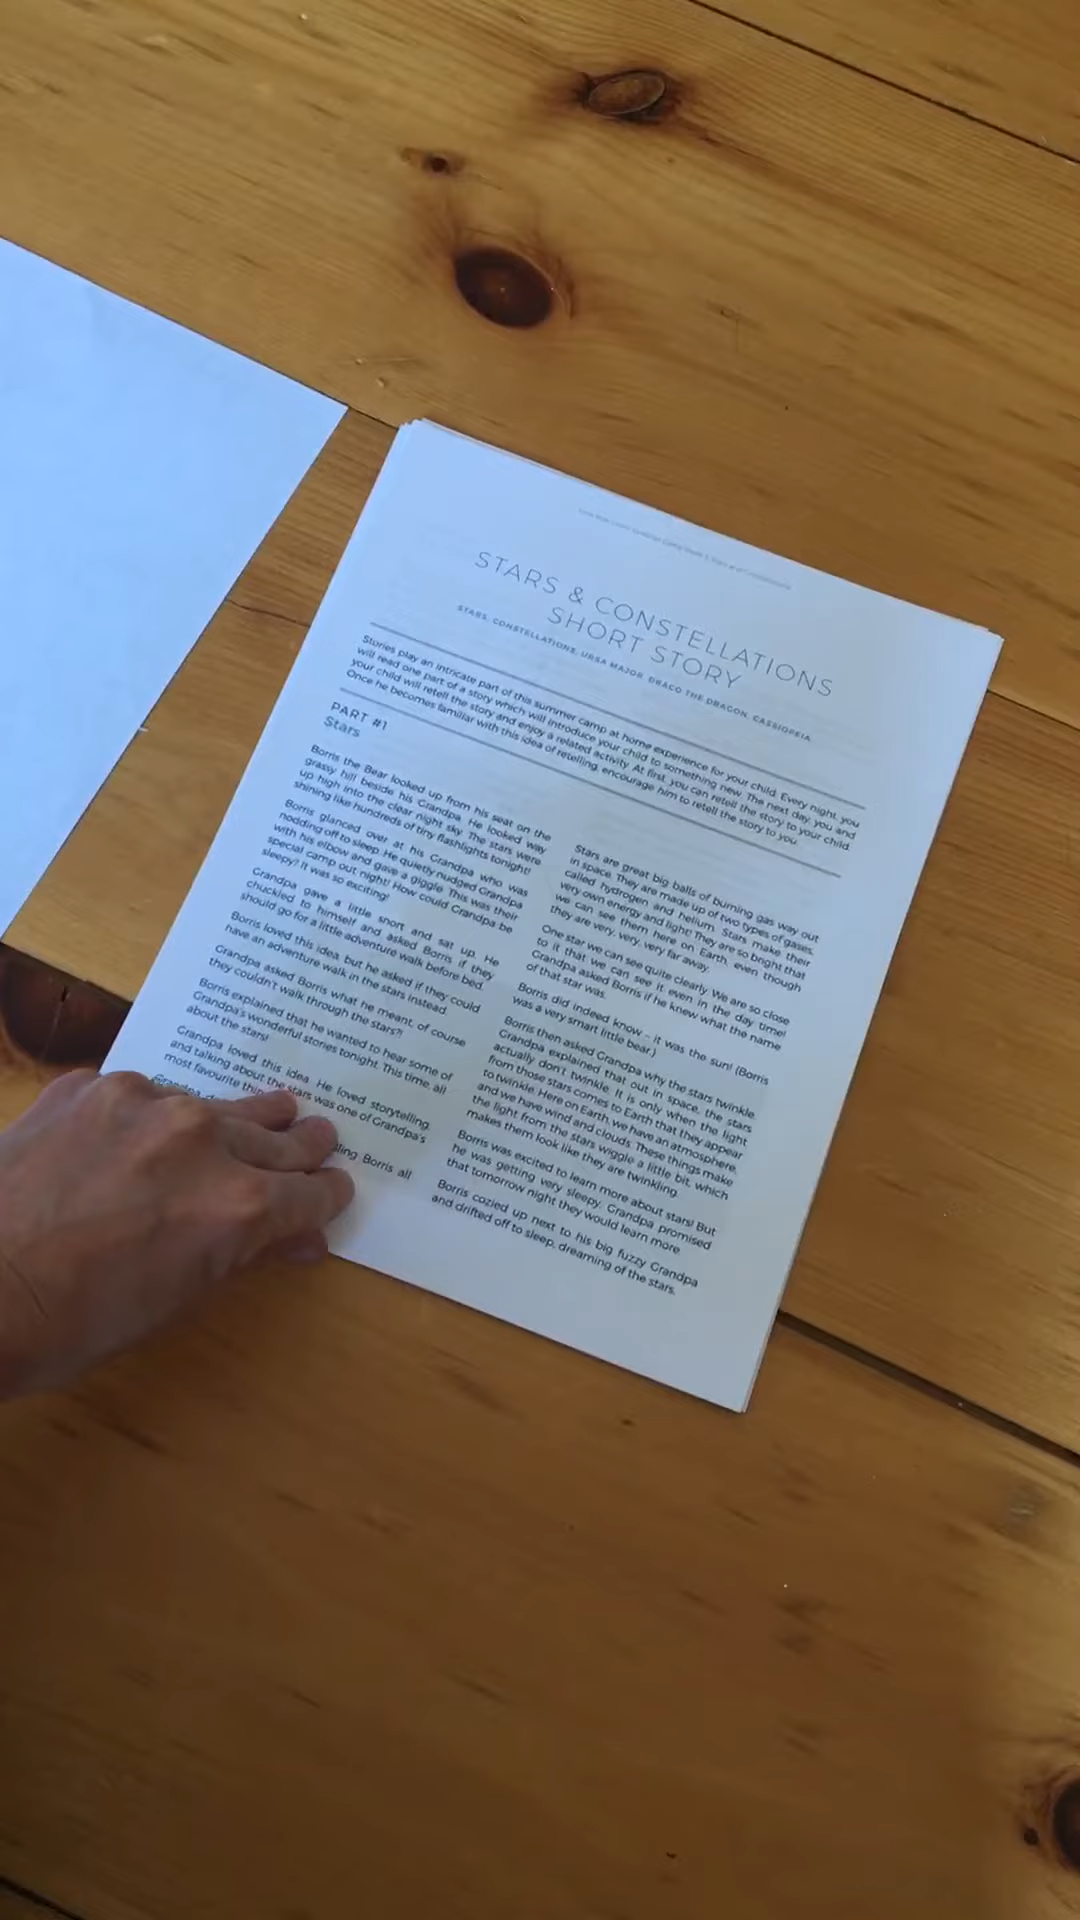 STARS & CONSTELLATIONS
SHORT STORY
STARS, CONSTELLATIONS, URSA MAJOR, DRACO THE DRAGON, CASSIOPEIA
Stories play an intricate part of this summer camp at home experience for your child. Every night, you
will read one part of a story which will introduce your child to something new. The next day, you and
your child will retell the story and enjoy a related activity. At first, you can retell the story to your child.
Once he becomes familiar with this idea of retelling, encourage him to retell the story to you.
PART #1
Stars
Borris the Bear looked up from his seat on the
grassy hill beside his Grandpa. He looked way
up high into the clear night sky. The stars were
shining like hundreds of tiny flashlights tonight!
Borris glanced over at his Grandpa who was
nodding off to sleep. He quietly nudged Grandpa
with his elbow and gave a giggle. This was their
special camp out night! How could Grandpa be
sleepy? It was so exciting!
Grandpa gave a little snort and sat up. He
chuckled to himself and asked Borris if they
should go for a little adventure walk before bed.
Borris loved this idea, but he asked if they could
have an adventure walk in the stars instead.
Grandpa asked Borris what he meant, of course
they couldn't walk through the stars?!
Borris explained that he wanted to hear some of
Grandpa's wonderful stories tonight. This time, all
about the stars!
Grandpa loved this idea. He loved storytelling,
and talking about the stars was one of Grandpa's
most favourite thin
Grandpa
lling Borris all
Stars are great big balls of burning gas way out
in space. They are made up of two types of gases,
called hydrogen and helium. Stars make their
very own energy and light! They are so bright that
we can see them here on Earth, even though
they are very, very, very far away.
One star we can see quite clearly. We are so close
to it that we can see it even in the day time!
Grandpa asked Borris if he knew what the name
of that star was.
Borris did indeed know – it was the sun! (Borris
was a very smart little bear.)
Borris then asked Grandpa why the stars twinkle.
Grandpa explained that out in space, the stars
actually don't twinkle. It is only when the light
from those stars comes to Earth that they appear
to twinkle. Here on Earth, we have an atmosphere,
and we have wind and clouds. These things make
the light from the stars wiggle a little bit, which
makes them look like they are twinkling.
Borris was excited to learn more about stars! But
he was getting very sleepy. Grandpa promised
that tomorrow night they would learn more.
Borris cozied up next to his big fuzzy Grandpa
and drifted off to sleep, dreaming of the stars.